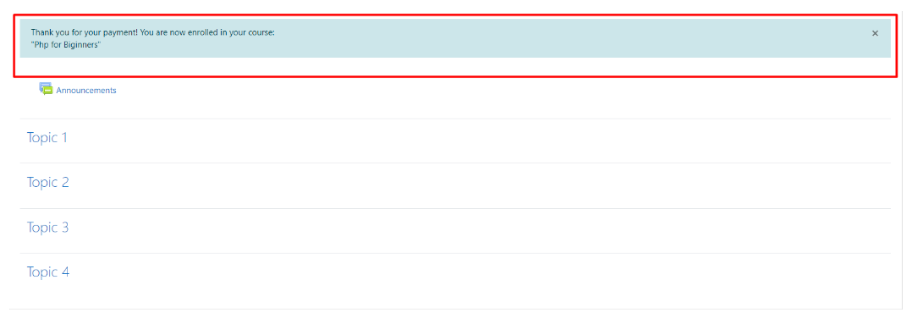 Thank you for your payment! You are now enrolled in your course:
"Php for Biginners"
×
Announcements
Topic 1
Topic 2
Topic 3
Topic 4